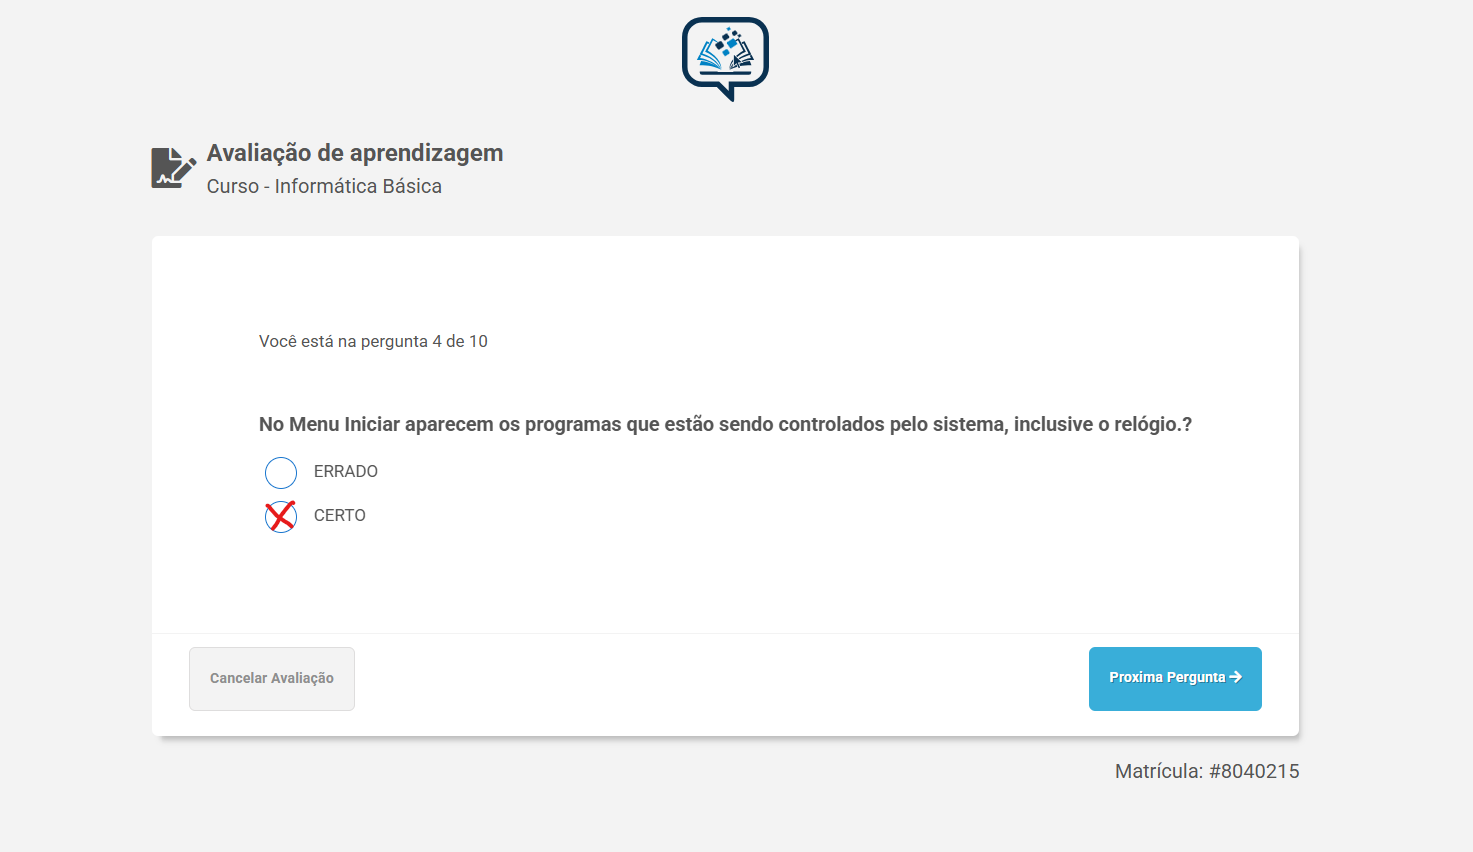 Avaliação de aprendizagem
Curso - Informática Básica
Você está na pergunta 4 de 10
No Menu Iniciar aparecem os programas que estão sendo controlados pelo sistema, inclusive o relógio.?
ERRADO
CERTO
Cancelar Avaliação
Proxima Pergunta
Matrícula: #8040215